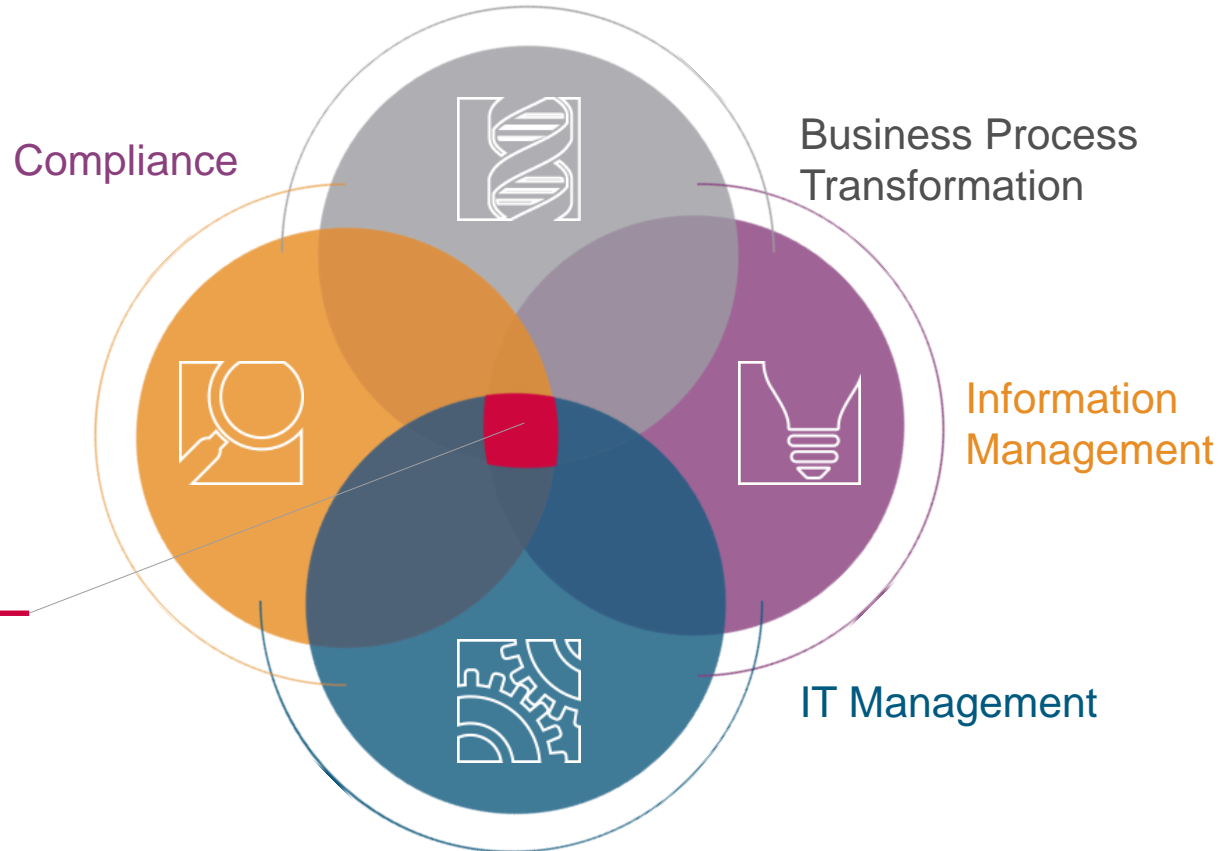 Compliance
Business Process
Transformation
Information
Management
IT Management